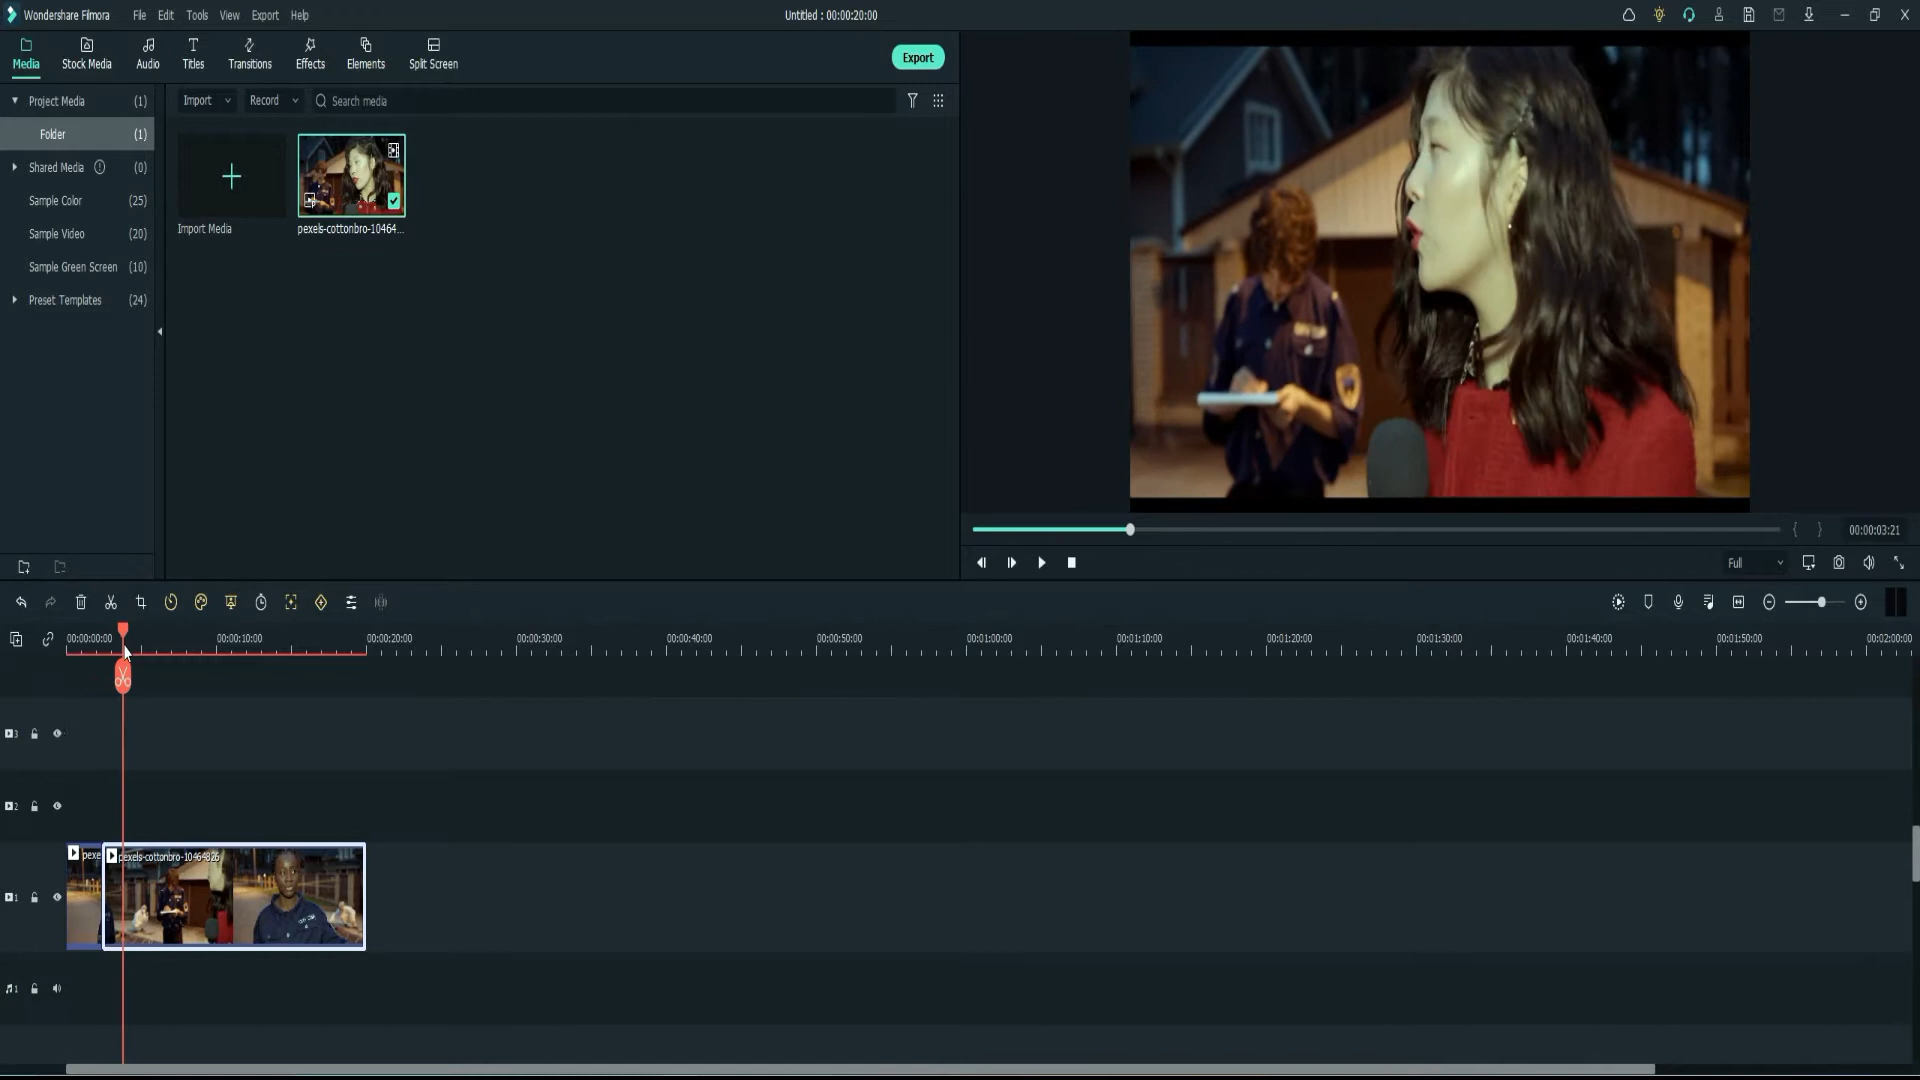 Wondershare Filmora File Edit Tools View Export Help Untitled : 00:00:20:00
Media Stock Media Audio Titles Transitions Effects Elements Split Screen Export
Project Media (1)
Folder (1)
Shared Media (0)
Sample Color (25)
Sample Video (20)
Sample Green Screen (10)
Preset Templates (24)
Import Record Search media
Import Media pexels-cottonbro-10464...
00:00:03:21
Full
00:00:00:00 00:00:10:00 00:00:20:00 00:00:30:00 00:00:40:00 00:00:50:00 00:01:00:00 00:01:10:00 00:01:20:00 00:01:30:00 00:01:40:00 00:01:50:00 00:02:00:00
3
2
pexe pexels-cottonbro-10464826
1
1